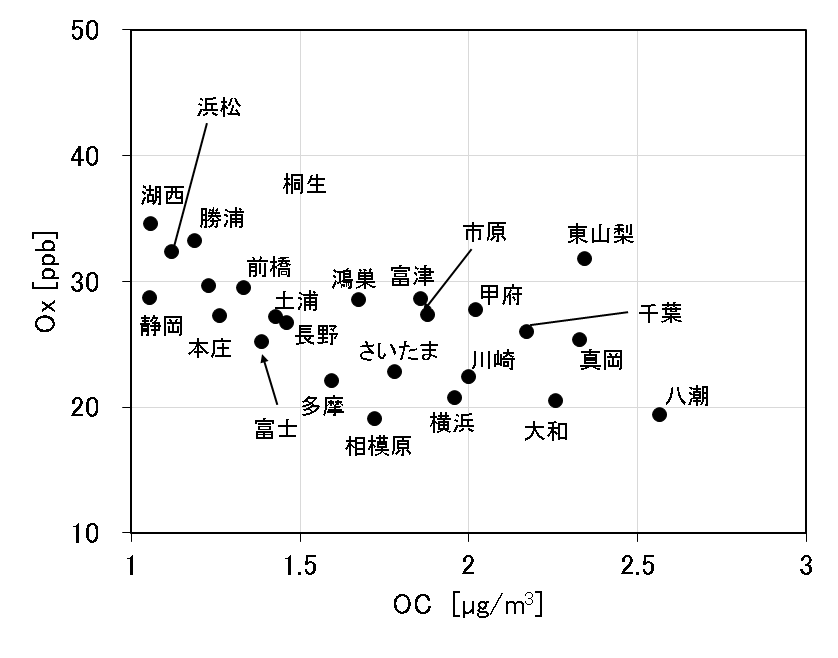 50
浜松
40
桐生
湖西
勝浦
市原
東山梨
前橋
鴻巣
富津
30
甲府
土浦
千葉
静岡
長野
本庄
さいたま
川崎
真岡
20
多摩
八潮
富士
横浜
大和
相模原
10
1
1.5
2
2.5
3
Ox [ppb]
OC [μg/m³]